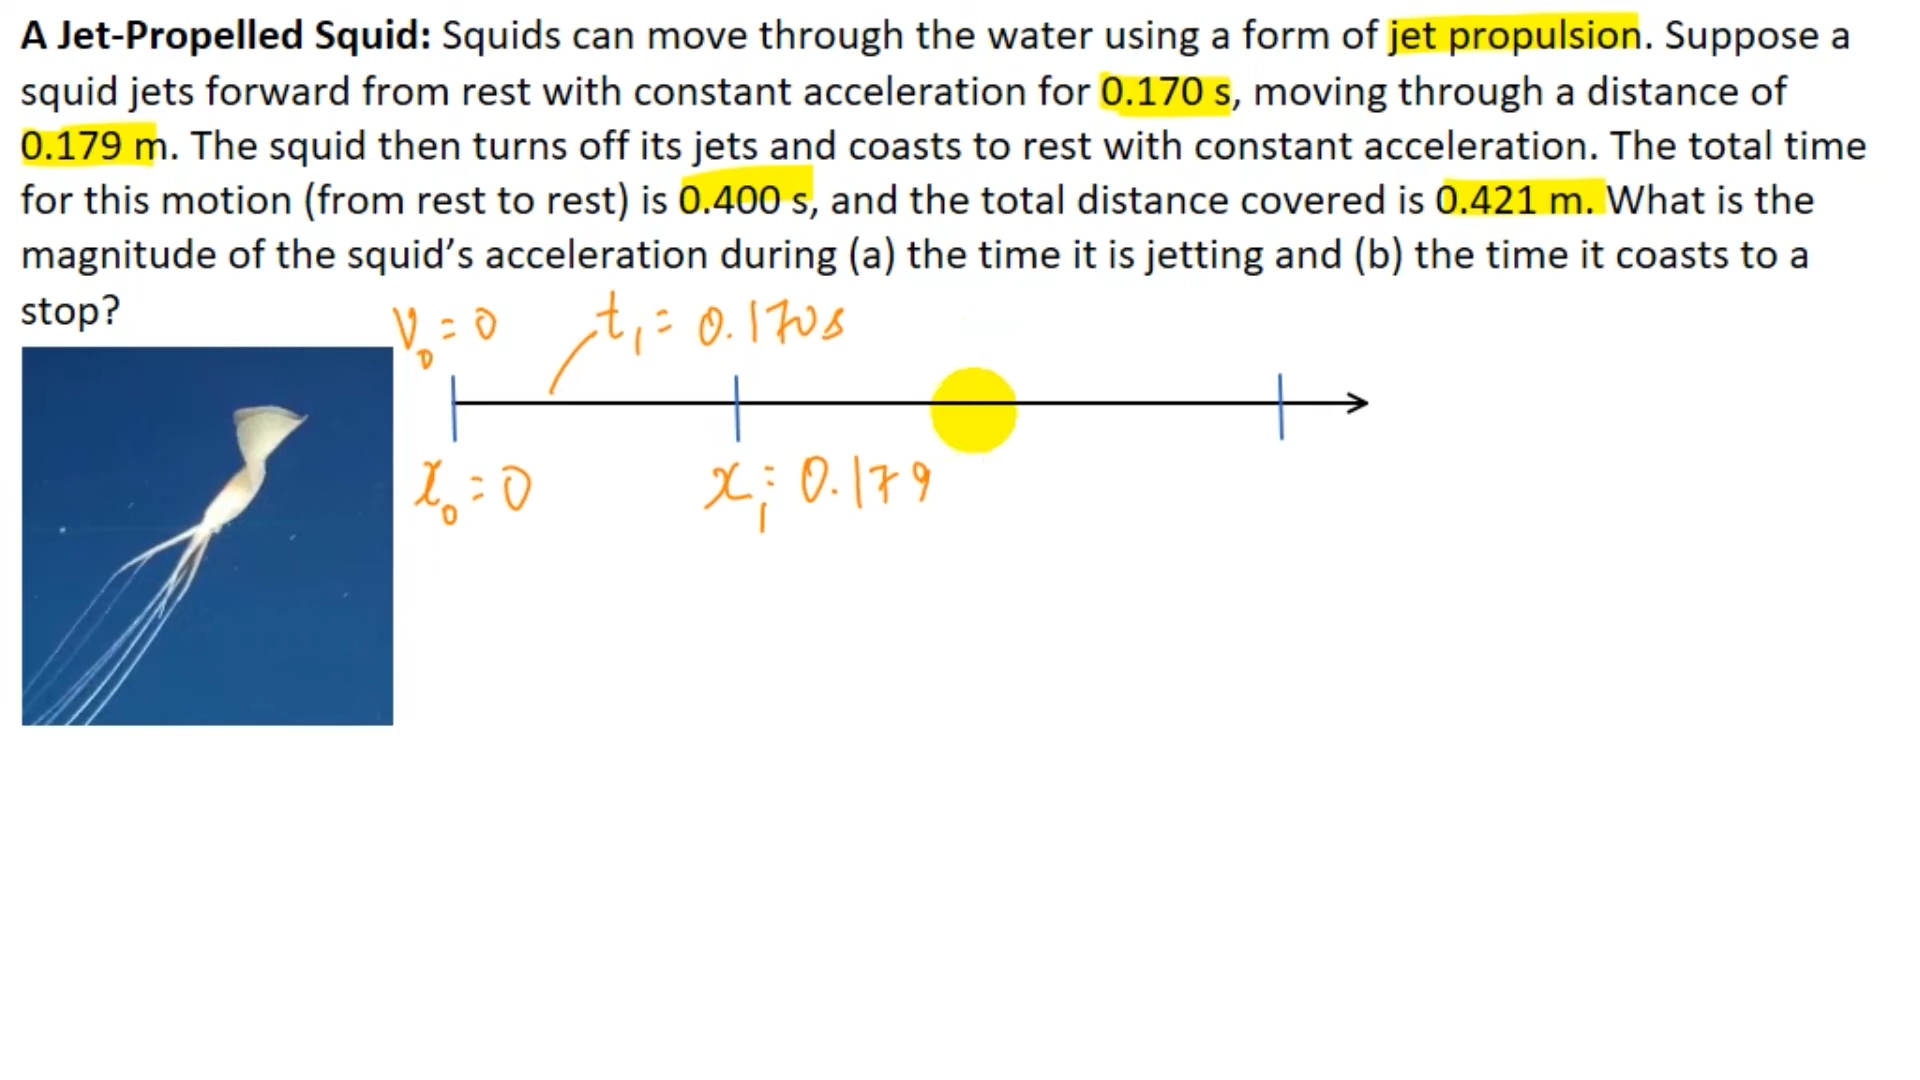 A Jet-Propelled Squid: Squids can move through the water using a form of jet propulsion. Suppose a
squid jets forward from rest with constant acceleration for 0.170 s, moving through a distance of
0.179 m. The squid then turns off its jets and coasts to rest with constant acceleration. The total time
for this motion (from rest to rest) is 0.400 s, and the total distance covered is 0.421 m. What is the
magnitude of the squid’s acceleration during (a) the time it is jetting and (b) the time it coasts to a
stop?
V₀ = 0
t₁ = 0.170s
x₀ = 0
x₁ = 0.179